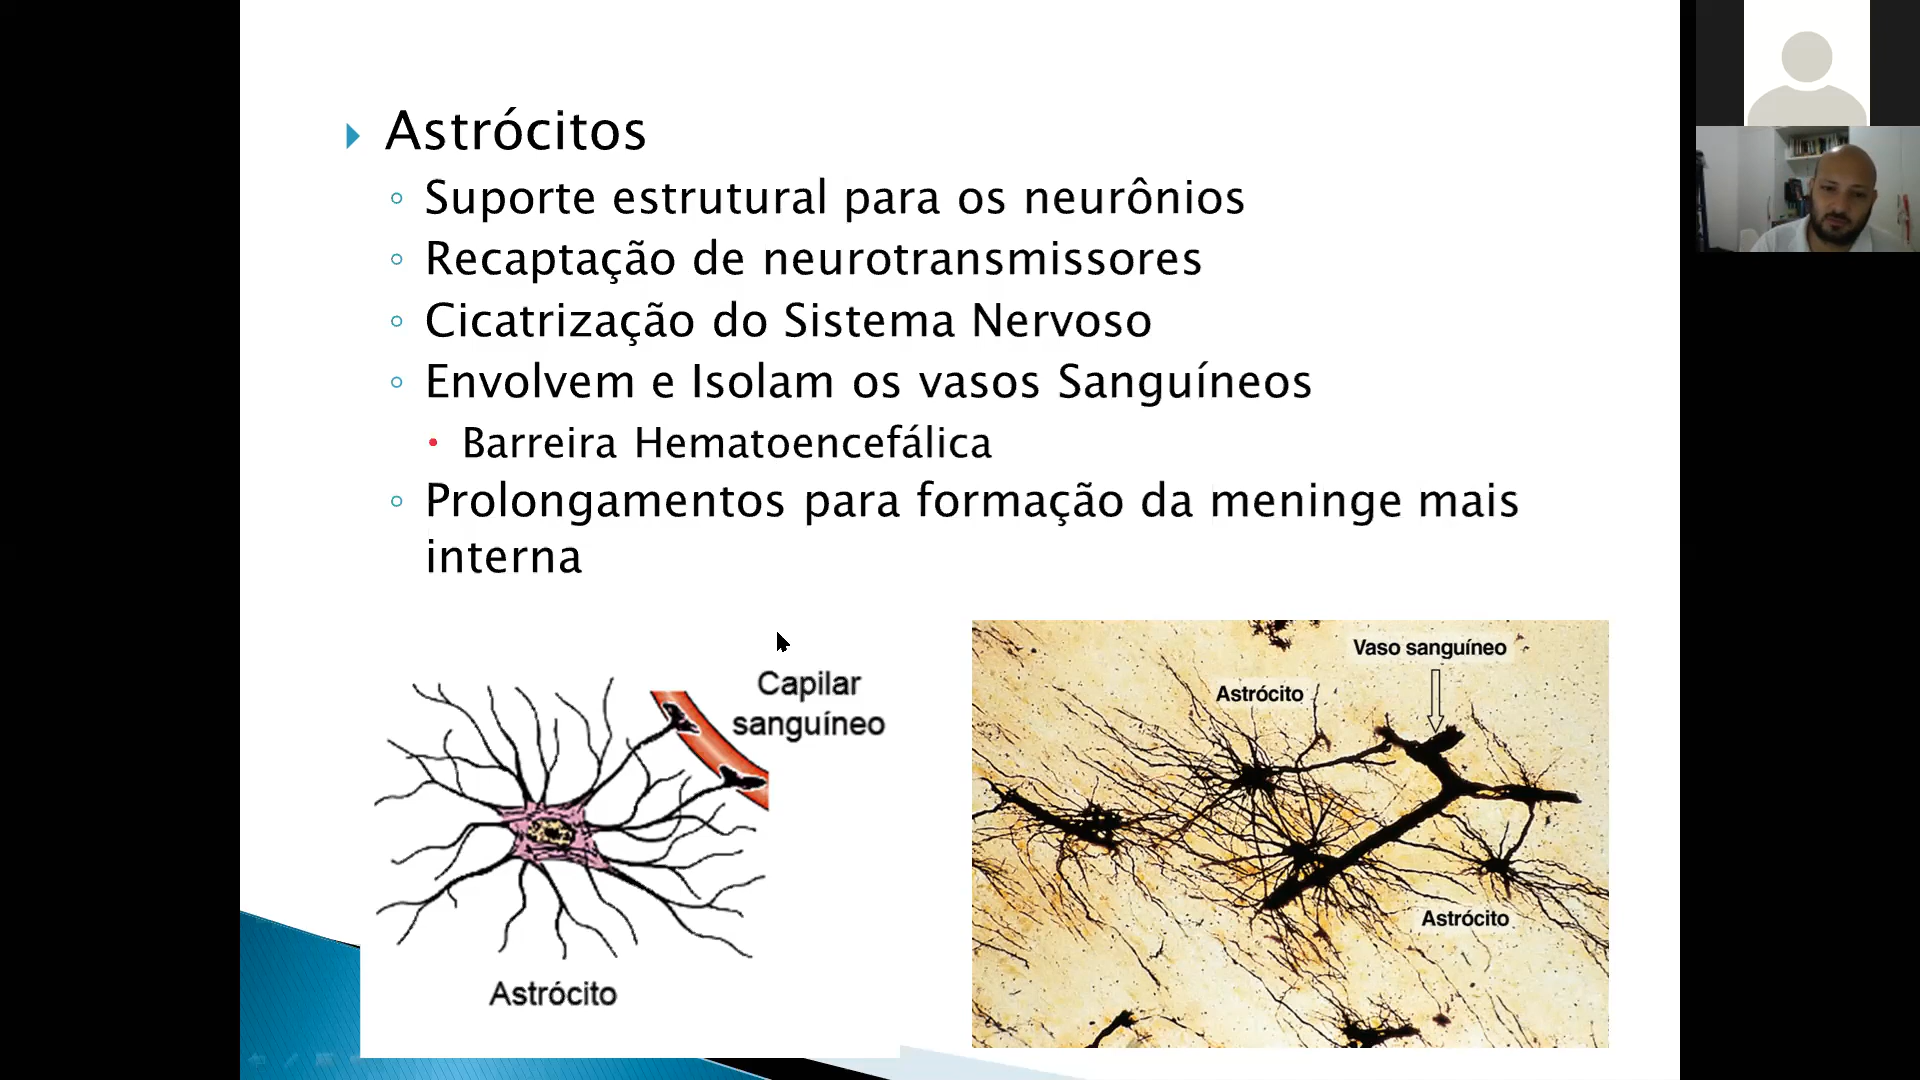 Astrócitos
Suporte estrutural para os neurônios
Recaptação de neurotransmissores
Cicatrização do Sistema Nervoso
Envolvem e Isolam os vasos Sanguíneos
Barreira Hematoencefálica
Prolongamentos para formação da meninge mais
interna
Capilar
sanguíneo
Astrócito
Vaso sanguíneo
Astrócito
Astrócito